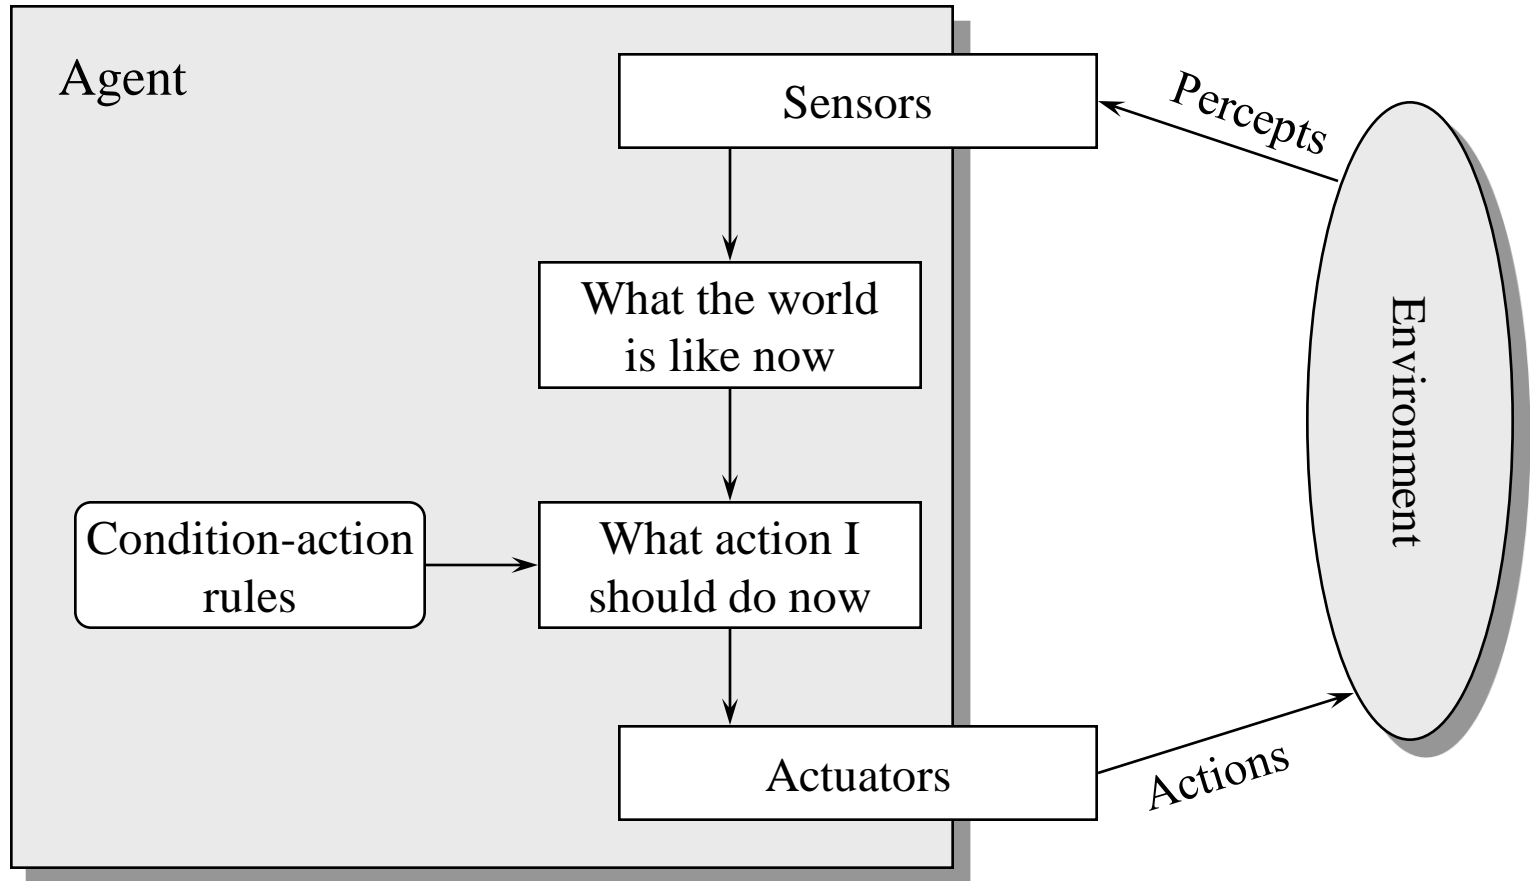 Agent
Sensors
Percepts
What the world
is like now
Environment
Condition-action
rules
What action I
should do now
Actuators
Actions